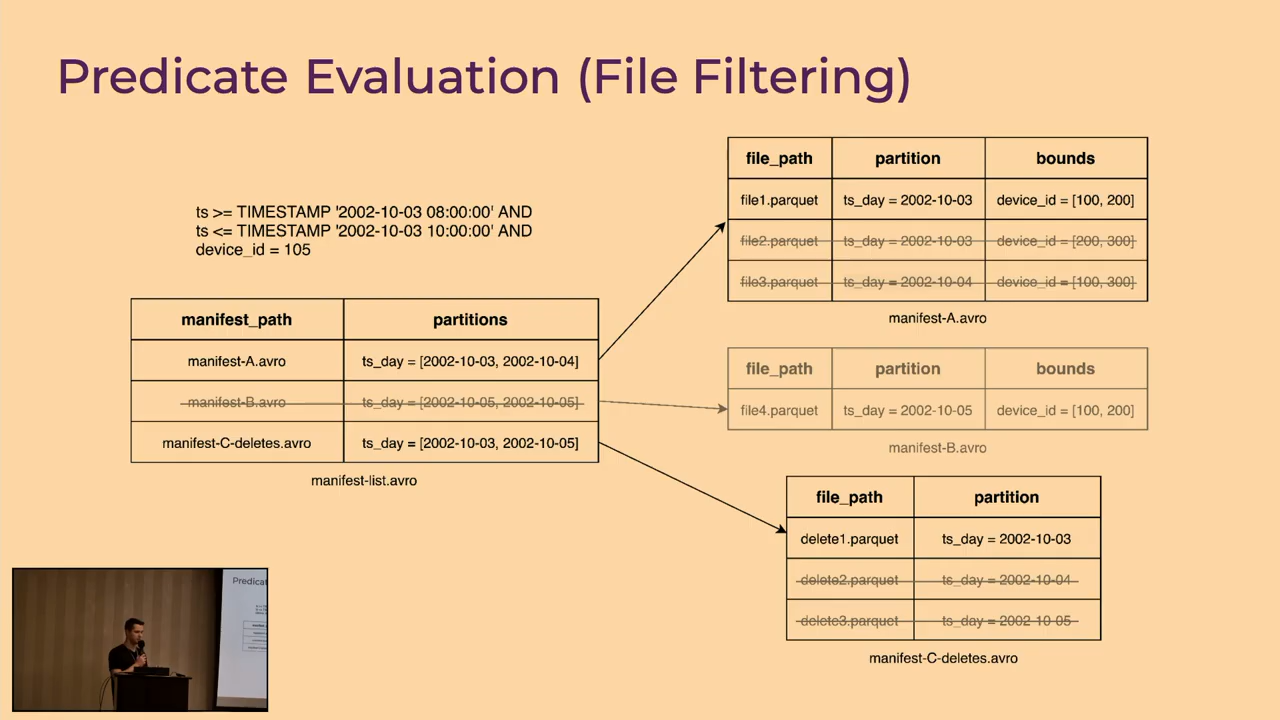 Predicate Evaluation (File Filtering)
ts >= TIMESTAMP '2002-10-03 08:00:00' AND
ts <= TIMESTAMP '2002-10-03 10:00:00' AND
device_id = 105
manifest_path partitions
manifest-A.avro ts_day = [2002-10-03, 2002-10-04]
manifest-B.avro ts_day = [2002-10-05, 2002-10-05]
manifest-C-deletes.avro ts_day = [2002-10-03, 2002-10-05]
manifest-list.avro
file_path partition bounds
file1.parquet ts_day = 2002-10-03 device_id = [100, 200]
file2.parquet ts_day = 2002-10-03 device_id = [200, 300]
file3.parquet ts_day = 2002-10-04 device_id = [100, 300]
manifest-A.avro
file_path partition bounds
file4.parquet ts_day = 2002-10-05 device_id = [100, 200]
manifest-B.avro
file_path partition
delete1.parquet ts_day = 2002-10-03
delete2.parquet ts_day = 2002-10-04
delete3.parquet ts_day = 2002-10-05
manifest-C-deletes.avro